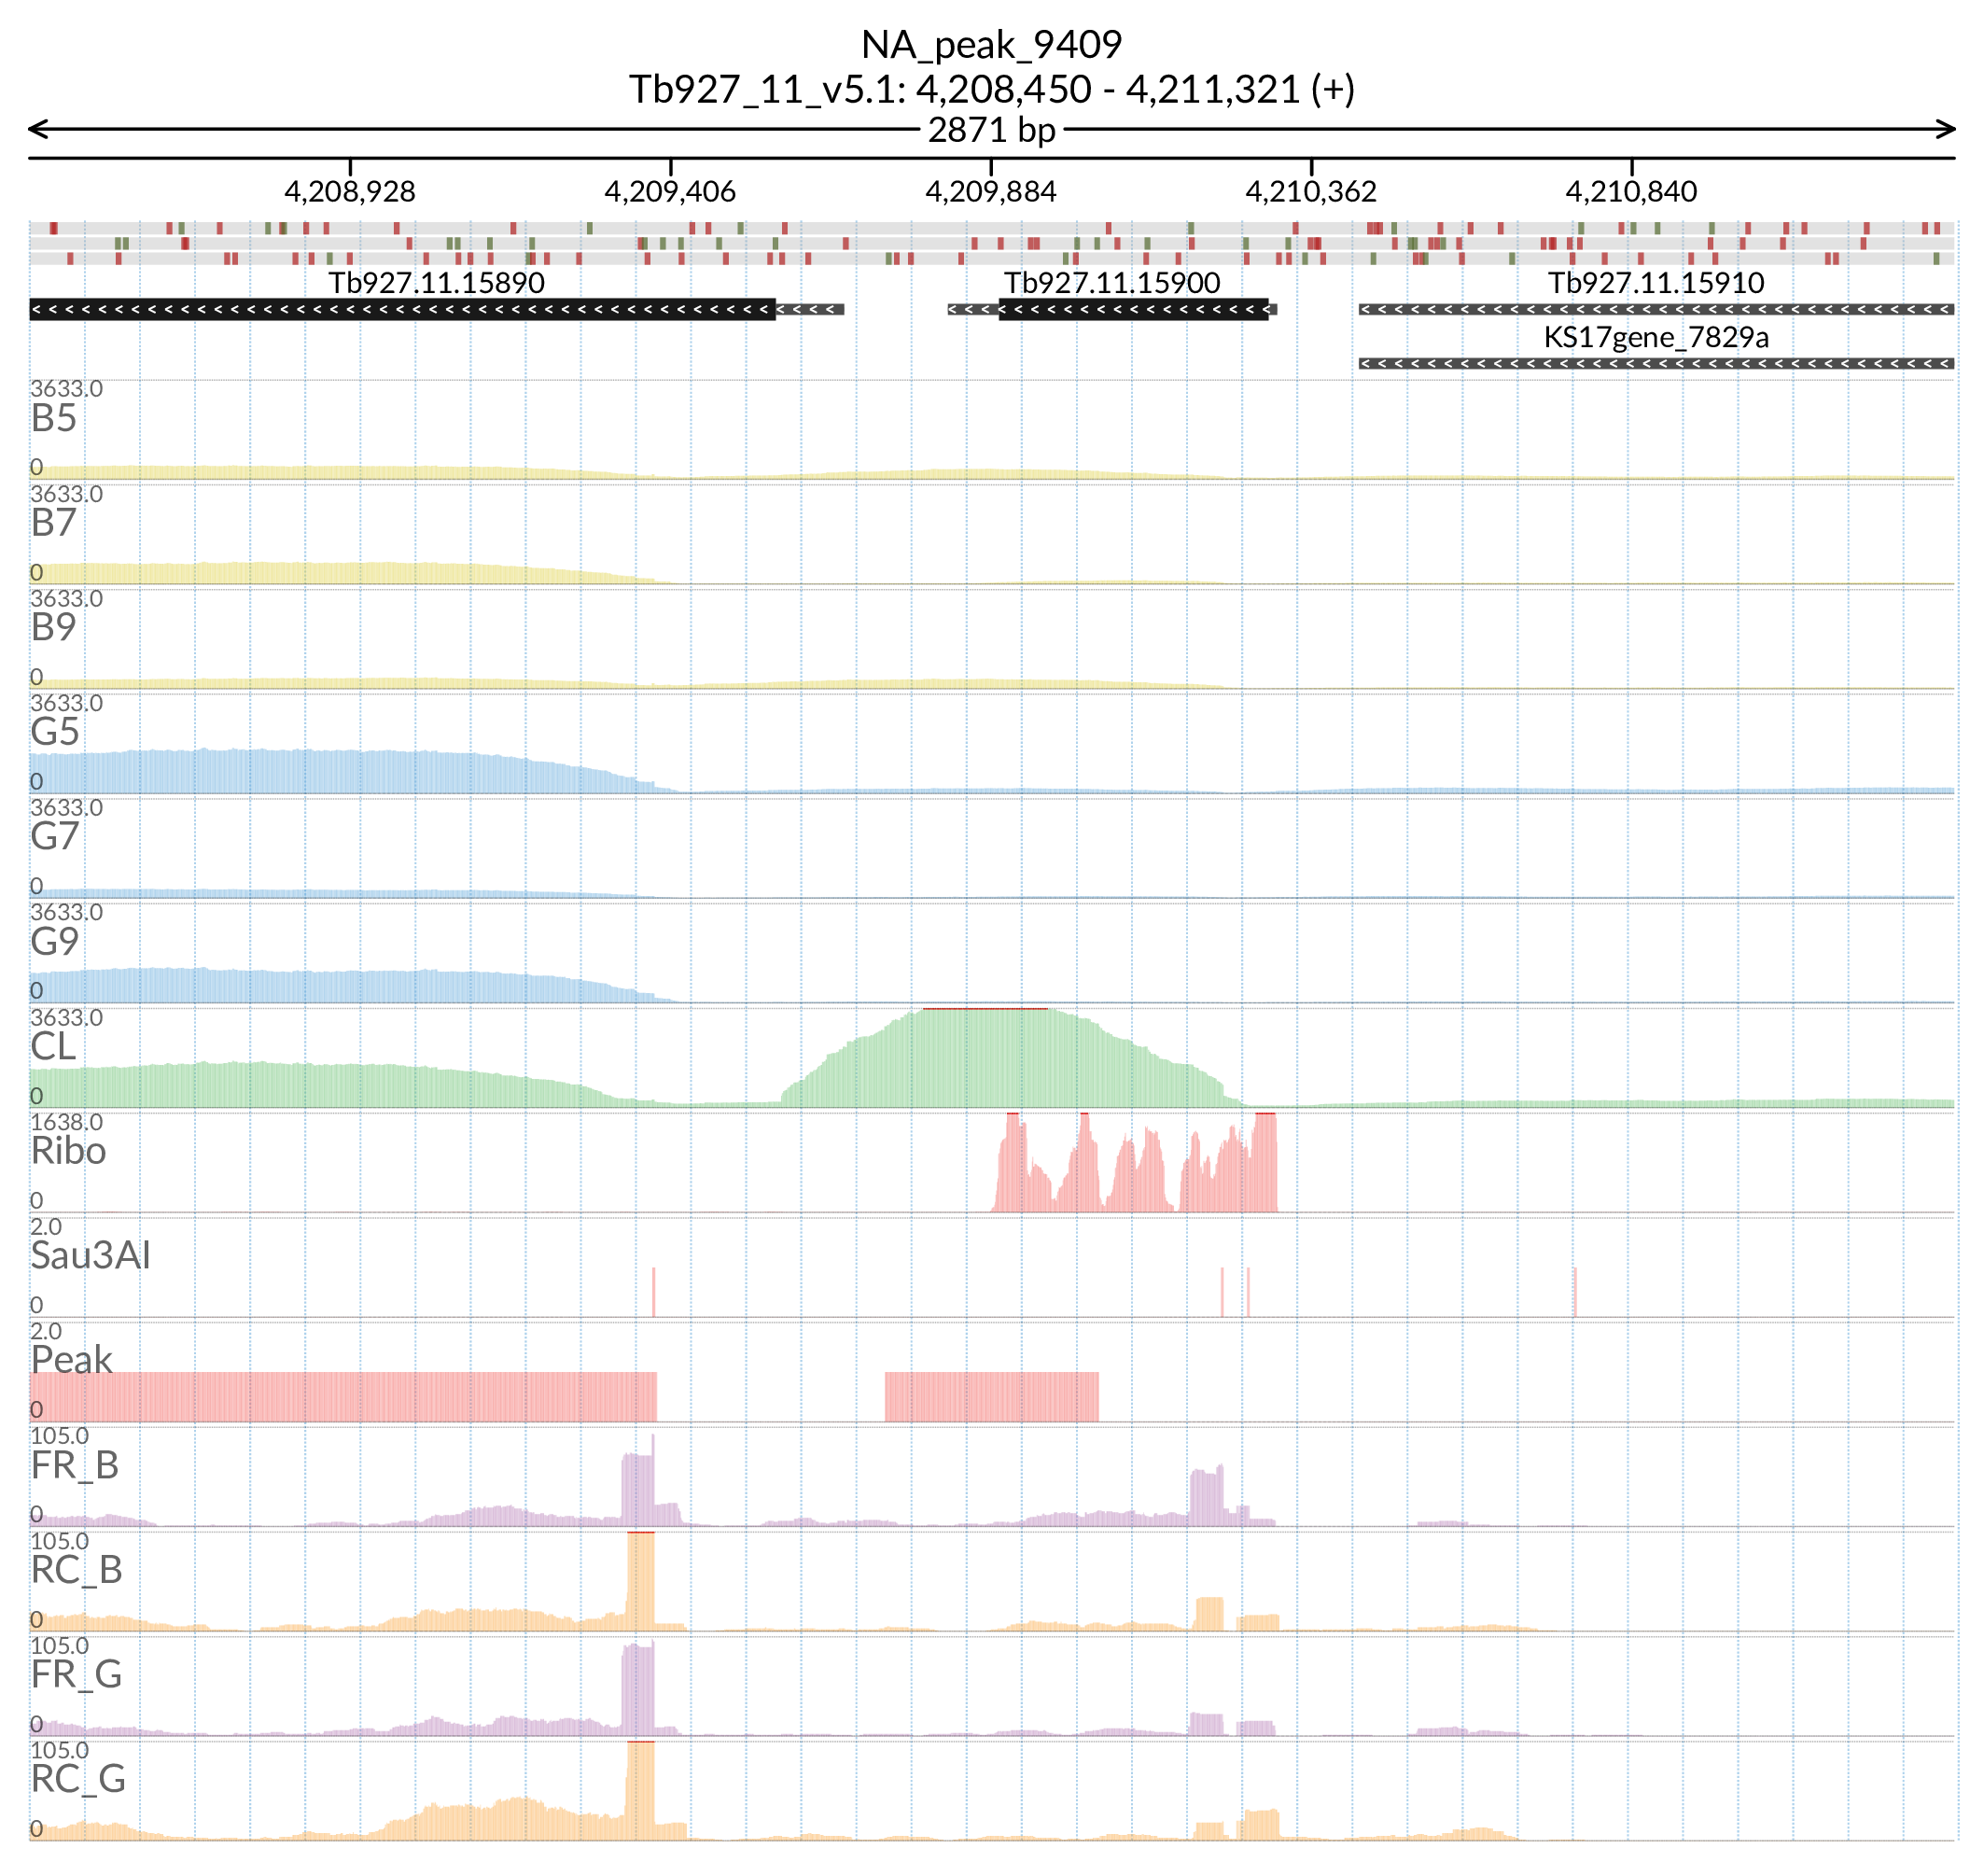 NA_peak_9409
Tb927_11_v5.1: 4,208,450 - 4,211,321 (+)
2871 bp
4,208,928 4,209,406 4,209,884 4,210,362 4,210,840
Tb927.11.15890 Tb927.11.15900 Tb927.11.15910
KS17gene_7829a
3633.0
B5
0
3633.0
B7
0
3633.0
B9
0
3633.0
G5
0
3633.0
G7
0
3633.0
G9
0
3633.0
CL
0
1638.0
Ribo
0
2.0
Sau3AI
0
2.0
Peak
0
105.0
FR_B
0
105.0
RC_B
0
105.0
FR_G
0
105.0
RC_G
0